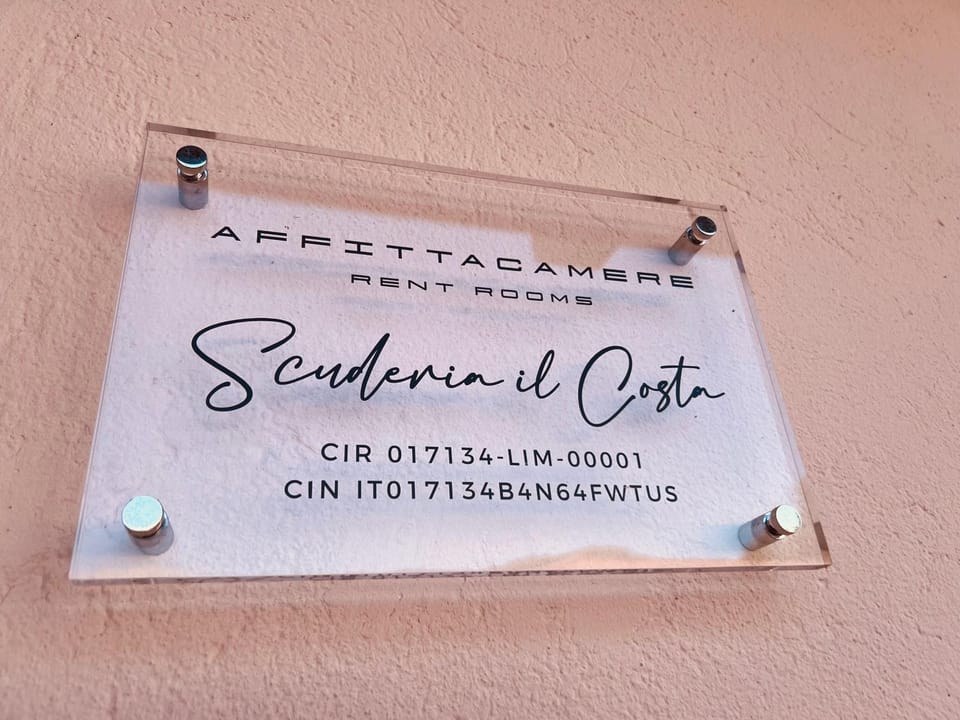 AFFITTACAMERE
RENT ROOMS
Scuderia il Costa
CIR 017134-LIM-00001
CIN IT017134B4N64FWTUS